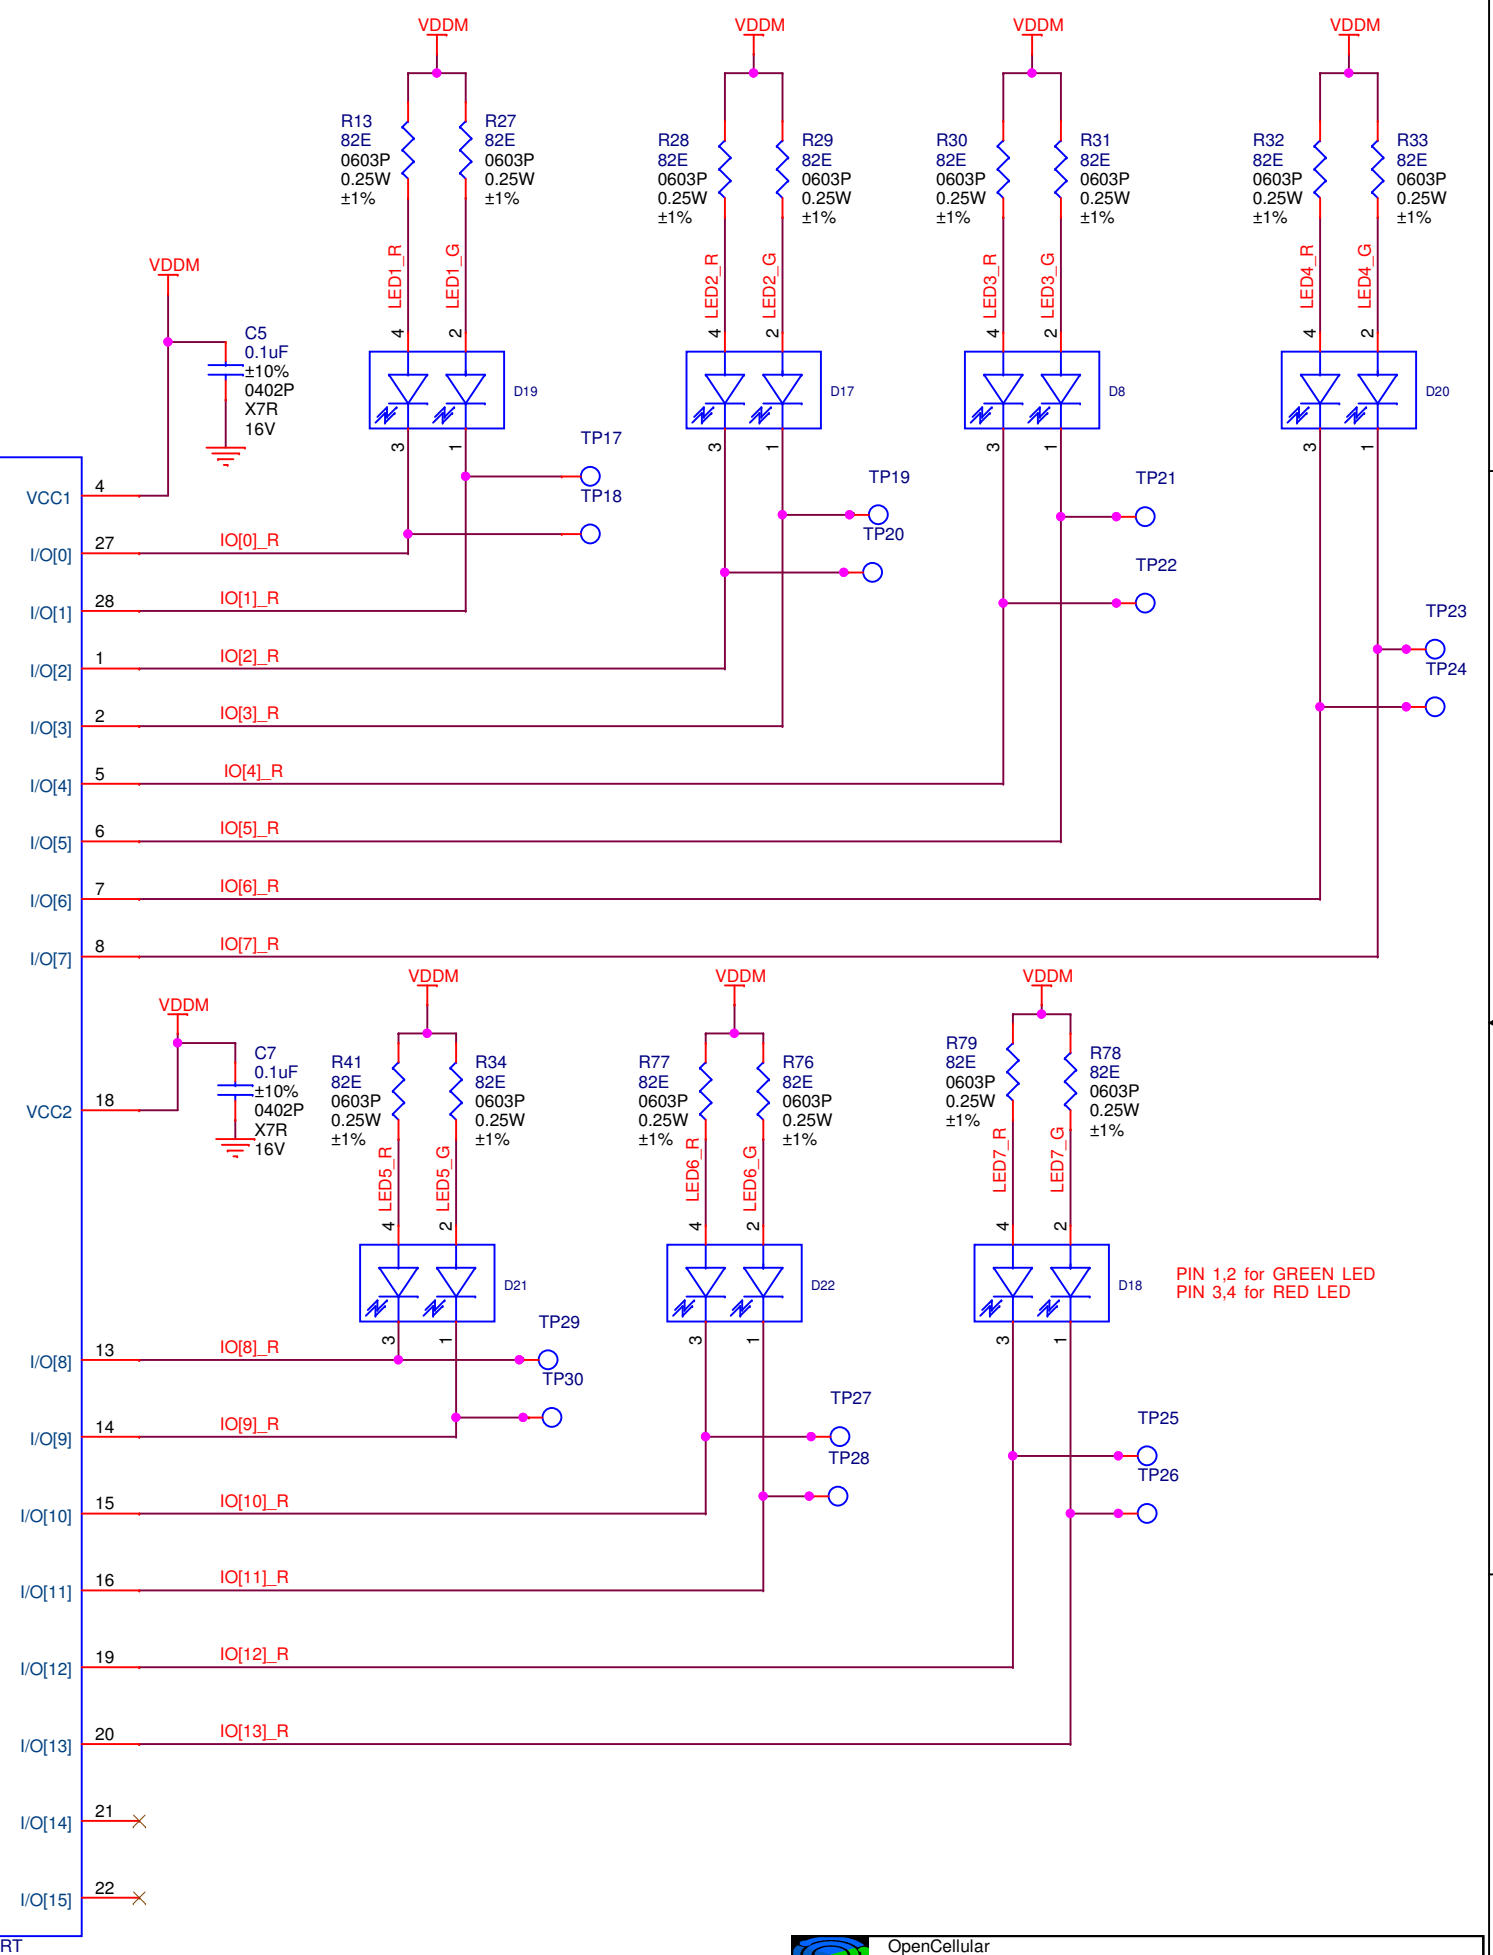 VDDM
VDDM
VDDM
VDDM
R13
82E
0603P
0.25W
±1%
R27
82E
0603P
0.25W
±1%
R28
82E
0603P
0.25W
±1%
R29
82E
0603P
0.25W
±1%
R30
82E
0603P
0.25W
±1%
R31
82E
0603P
0.25W
±1%
R32
82E
0603P
0.25W
±1%
R33
82E
0603P
0.25W
±1%
LED1_R
LED1_G
LED2_R
LED2_G
LED3_R
LED3_G
LED4_R
LED4_G
VDDM
C5
0.1uF
±10%
0402P
X7R
16V
4
2
4
2
4
2
4
2
D19
D17
D8
D20
3
1
3
1
3
1
3
1
TP17
TP18
TP19
TP20
TP21
TP22
TP23
TP24
VCC1
4
I/O[0]
27
IO[0]_R
I/O[1]
28
IO[1]_R
I/O[2]
1
IO[2]_R
I/O[3]
2
IO[3]_R
I/O[4]
5
IO[4]_R
I/O[5]
6
IO[5]_R
I/O[6]
7
IO[6]_R
I/O[7]
8
IO[7]_R
VDDM
VDDM
VDDM
VDDM
C7
0.1uF
±10%
0402P
X7R
16V
R41
82E
0603P
0.25W
±1%
R34
82E
0603P
0.25W
±1%
R77
82E
0603P
0.25W
±1%
R76
82E
0603P
0.25W
±1%
R79
82E
0603P
0.25W
±1%
R78
82E
0603P
0.25W
±1%
VCC2
18
LED5_R
LED5_G
LED6_R
LED6_G
LED7_R
LED7_G
4
2
4
2
4
2
D21
D22
D18
PIN 1,2 for GREEN LED
PIN 3,4 for RED LED
3
1
3
1
3
1
TP29
TP30
TP27
TP28
TP25
TP26
I/O[8]
13
IO[8]_R
I/O[9]
14
IO[9]_R
I/O[10]
15
IO[10]_R
I/O[11]
16
IO[11]_R
I/O[12]
19
IO[12]_R
I/O[13]
20
IO[13]_R
I/O[14]
21
I/O[15]
22
RT
OpenCellular